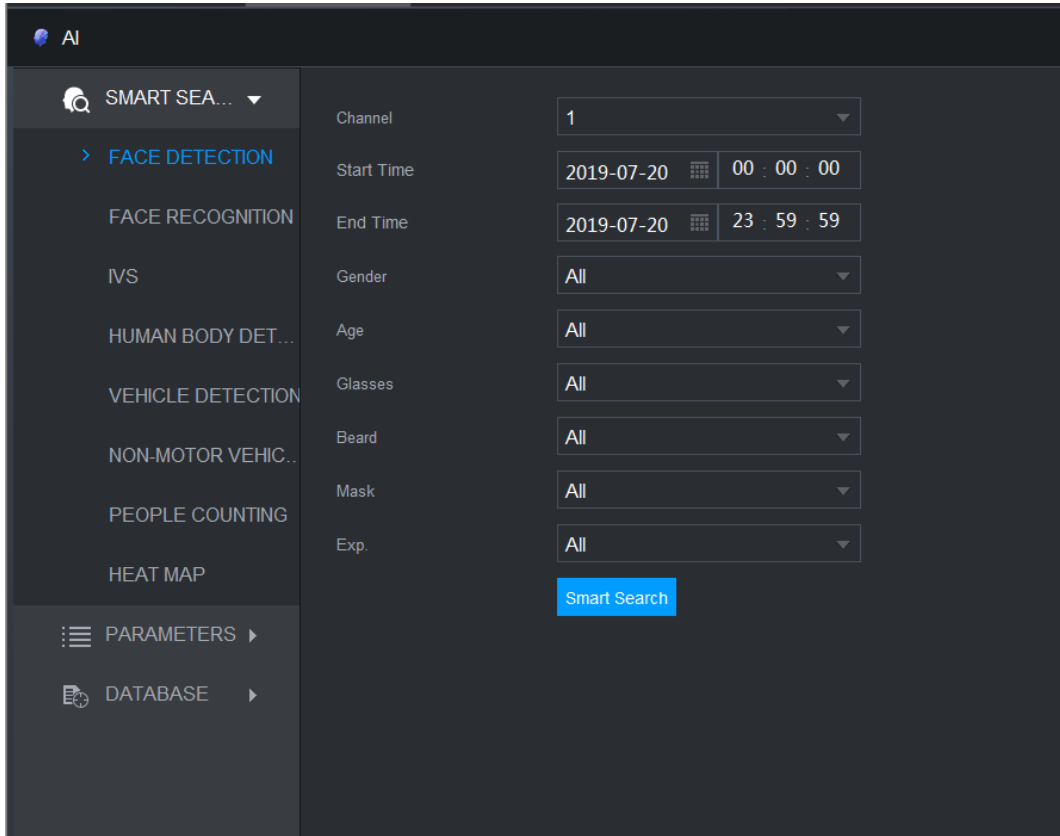 AI
SMART SEA...
FACE DETECTION
FACE RECOGNITION
IVS
HUMAN BODY DET...
VEHICLE DETECTION
NON-MOTOR VEHIC...
PEOPLE COUNTING
HEAT MAP
PARAMETERS
DATABASE
Channel 1
Start Time 2019-07-20 00 : 00 : 00
End Time 2019-07-20 23 : 59 : 59
Gender All
Age All
Glasses All
Beard All
Mask All
Exp. All
Smart Search